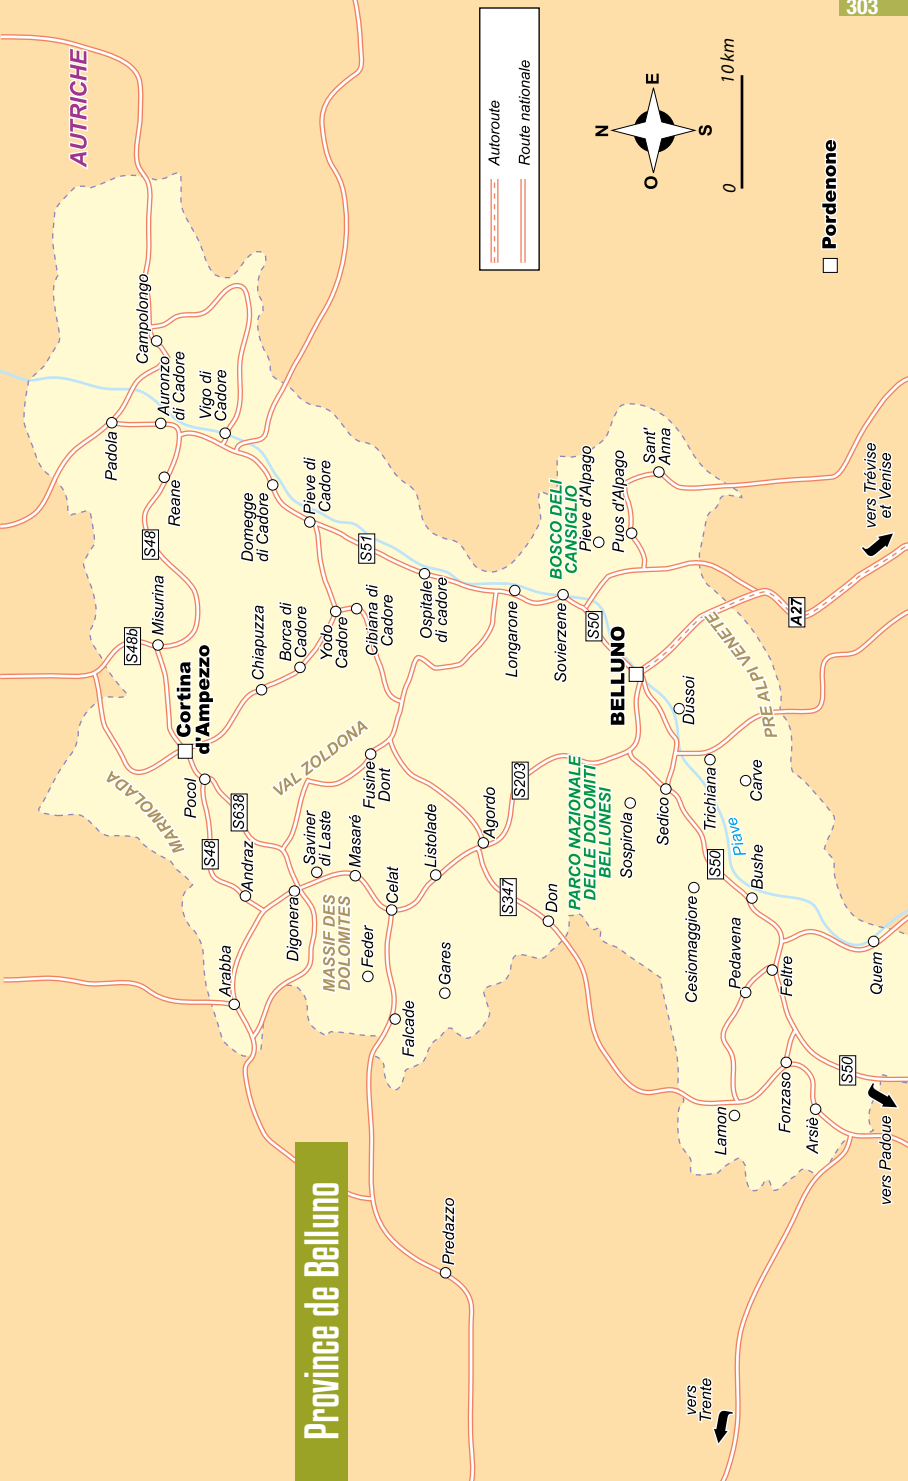 303
Province de Belluno
AUTRICHE
Autoroute
Route nationale
N
E
S
O
0
10 km
Pordenone
Campolongo
Auronzo
di Cadore
Vigo di
Cadore
Padola
Reane
Domegge
di Cadore
Pieve di
Cadore
S48
S51
S48b
Misurina
Cortina
d'Ampezzo
Chiapuzza
Borca di
Cadore
Yodo
Cadore
Cibiana di
Cadore
Ospitale
di cadore
Longarone
Sovierzene
BOSCO DELI
CANSIGLIO
Pieve d'Alpago
Puos d'Alpago
Sant'
Anna
vers Trévise
et Venise
S50
A27
BELLUNO
PRE ALPI VENETE
Dussoi
MARMOLADA
Pocol
S638
S48
Andraz
VAL ZOLDONA
Fusine
Dont
Saviner
di Laste
Masaré
Listolade
Agordo
S203
PARCO NAZIONALE
DELLE DOLOMITI
BELLUNESI
Sospirola
Sedico
Trichiana
Carve
Piave
S50
Bushe
Arabba
Digonera
MASSIF DES
DOLOMITES
Feder
Celat
Gares
Falcade
S347
Don
Cesiomaggiore
Pedavena
Feltre
Quem
S50
Lamon
Fonzaso
Arsiè
vers Padoue
Predazzo
vers
Trente